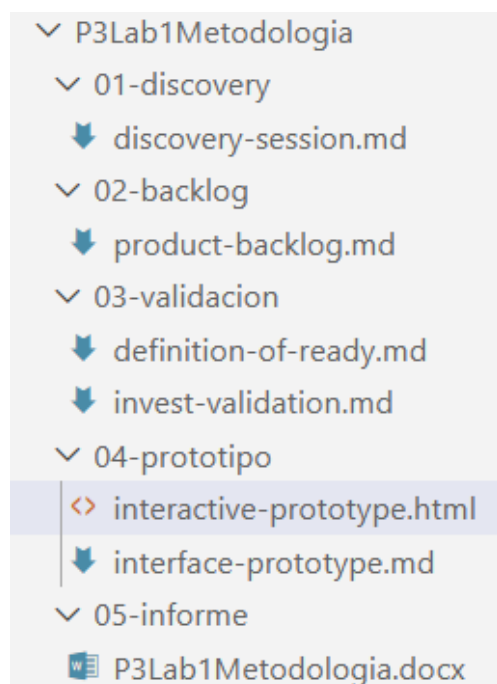 P3Lab1Metodologia
01-discovery
discovery-session.md
02-backlog
product-backlog.md
03-validacion
definition-of-ready.md
invest-validation.md
04-prototipo
interactive-prototype.html
interface-prototype.md
05-informe
P3Lab1Metodologia.docx